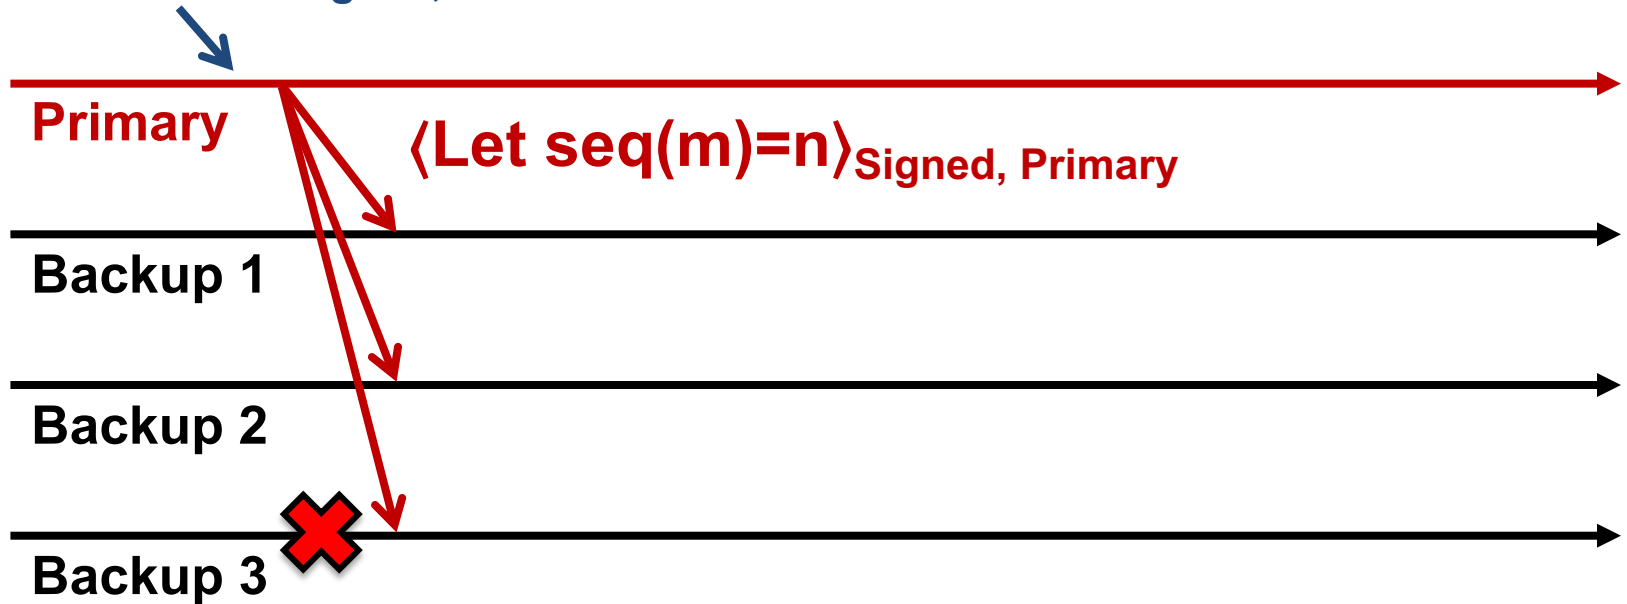 Primary
⟨Let seq(m)=n⟩Signed, Primary
Backup 1
Backup 2
Backup 3